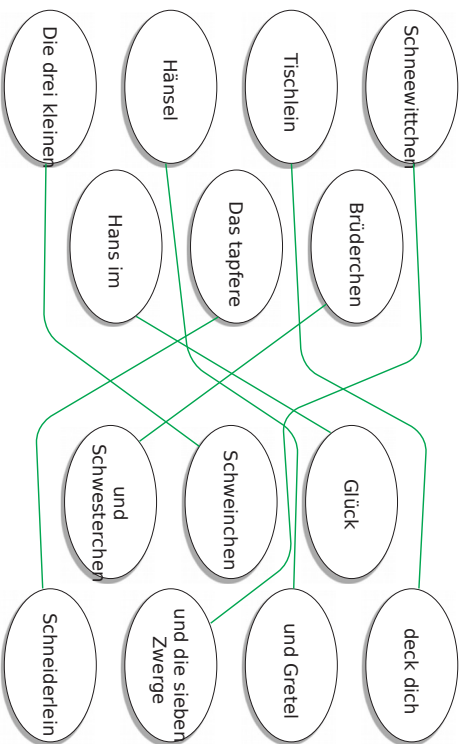 Schneewittchen
Brüderchen
Tischlein
Das tapfere
Hänsel
Hans im
Die drei kleinen
deck dich
Glück
und Gretel
Schweinchen
und die sieben
Zwerge
und
Schwesterchen
Schneiderlein